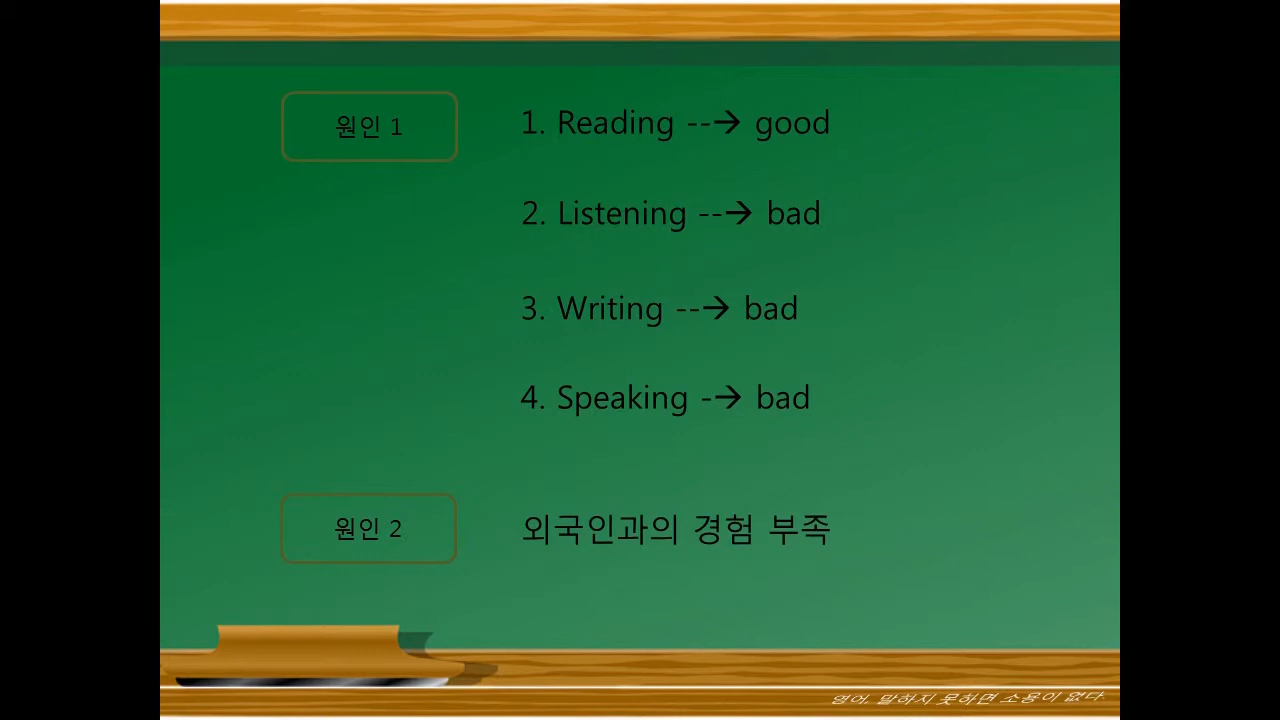 원인 1
1. Reading --→ good
2. Listening --→ bad
3. Writing --→ bad
4. Speaking -→ bad
원인 2
외국인과의 경험 부족
영어, 말하지 못하면 소용이 없다